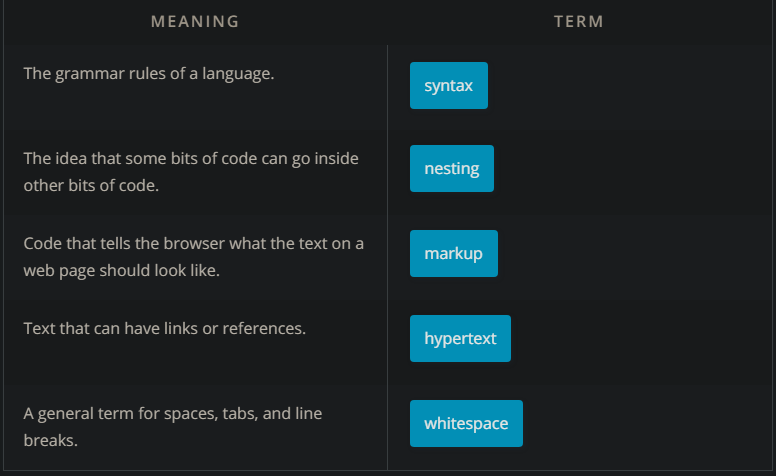 MEANING TERM
The grammar rules of a language.
syntax
The idea that some bits of code can go inside
other bits of code.
nesting
Code that tells the browser what the text on a
web page should look like.
markup
Text that can have links or references.
hypertext
A general term for spaces, tabs, and line
breaks.
whitespace